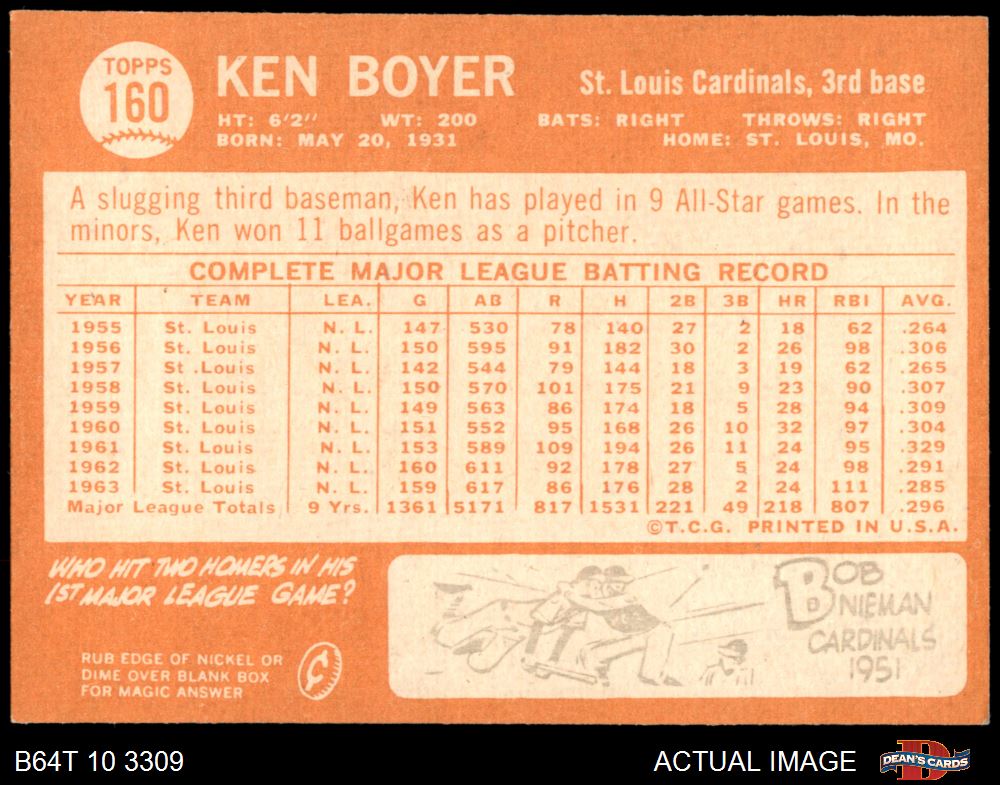 TOPPS
160
KEN BOYER
St. Louis Cardinals, 3rd base
HT: 6'2" WT: 200 BATS: RIGHT THROWS: RIGHT
BORN: MAY 20, 1931 HOME: ST. LOUIS, MO.
A slugging third baseman, Ken has played in 9 All-Star games. In the
minors, Ken won 11 ballgames as a pitcher.
COMPLETE MAJOR LEAGUE BATTING RECORD
YEAR TEAM LEA. G AB R H 2B 3B HR RBI AVG.
1955 St. Louis N. L. 147 530 78 140 27 2 18 62 .264
1956 St. Louis N. L. 150 595 91 182 30 2 26 98 .306
1957 St. Louis N. L. 142 544 79 144 18 3 19 62 .265
1958 St. Louis N. L. 150 570 101 175 21 9 23 90 .307
1959 St. Louis N. L. 149 563 86 174 18 5 28 94 .309
1960 St. Louis N. L. 151 552 95 168 26 10 32 97 .304
1961 St. Louis N. L. 153 589 109 194 26 11 24 95 .329
1962 St. Louis N. L. 160 611 92 178 27 5 24 98 .291
1963 St. Louis N. L. 159 617 86 176 28 2 24 111 .285
Major League Totals 9 Yrs. 1361 5171 817 1531 221 49 218 807 .296
©T.C.G. PRINTED IN U.S.A.
WHO HIT TWO HOMERS IN HIS
1ST MAJOR LEAGUE GAME?
RUB EDGE OF NICKEL OR
DIME OVER BLANK BOX
FOR MAGIC ANSWER
BOB
NIEMAN
CARDINALS
1951
B64T 10 3309
ACTUAL IMAGE
DEAN'S CARDS